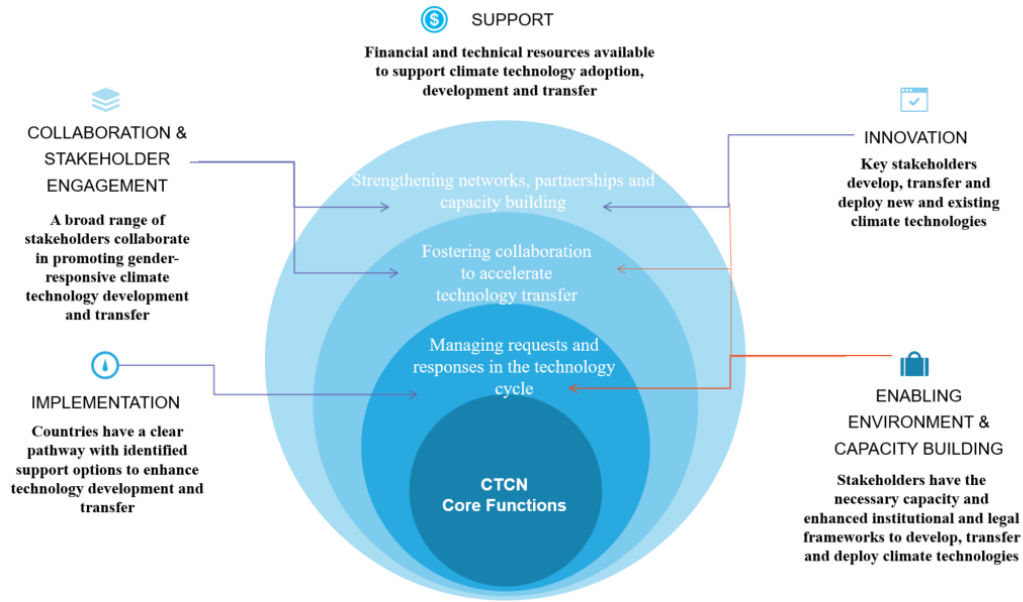 SUPPORT
Financial and technical resources available
to support climate technology adoption,
development and transfer
COLLABORATION &
STAKEHOLDER
ENGAGEMENT
A broad range of
stakeholders collaborate
in promoting gender-
responsive climate
technology development
and transfer
IMPLEMENTATION
Countries have a clear
pathway with identified
support options to enhance
technology development and
transfer
Strengthening networks, partnerships and
capacity building
Fostering collaboration
to accelerate
technology transfer
Managing requests and
responses in the technology
cycle
CTCN
Core Functions
INNOVATION
Key stakeholders
develop, transfer and
deploy new and existing
climate technologies
ENABLING
ENVIRONMENT &
CAPACITY BUILDING
Stakeholders have the
necessary capacity and
enhanced institutional and legal
frameworks to develop, transfer
and deploy climate technologies